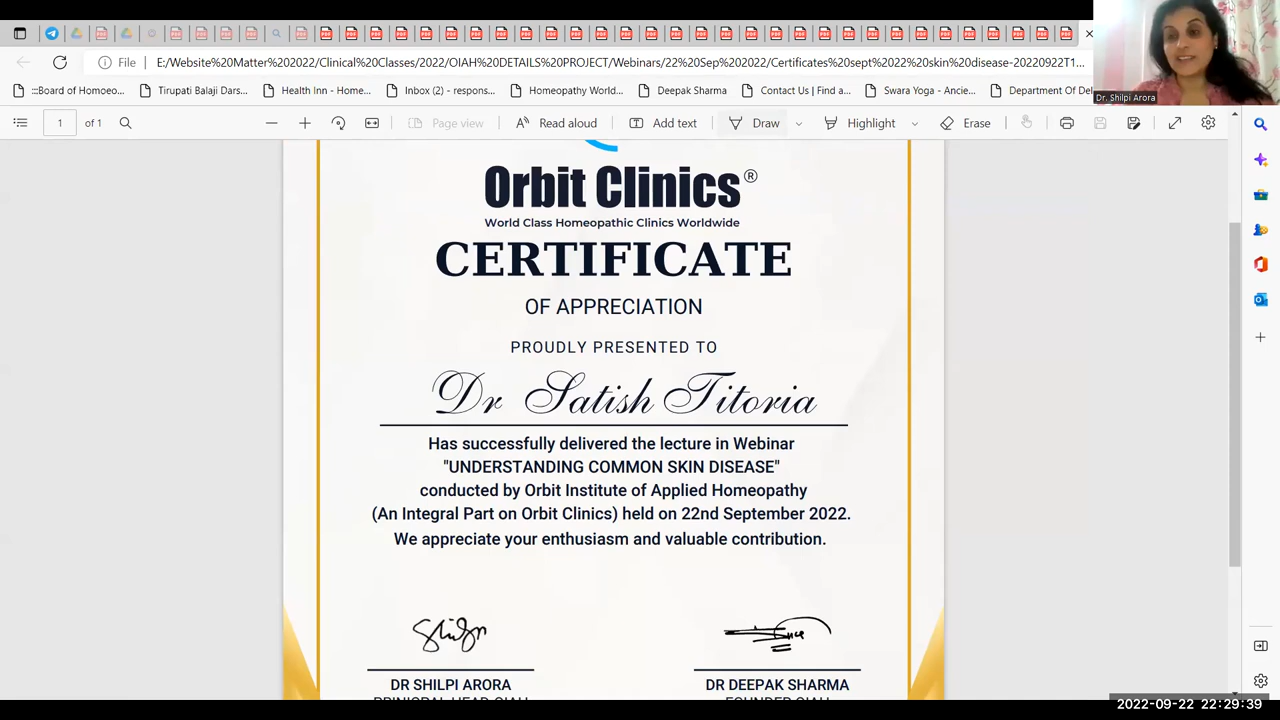 File
E:/Website%20Matter%202022/Clinical%20Classes/2022/OIAH%20DETAILS%20PROJECT/Webinars/22%20Sep%202022/Certificates%20sept%2022%20skin%20disease-20220922T1...
:::Board of Homoeo...
Tirupati Balaji Dars...
Health Inn - Home...
Inbox (2) - respons...
Homeopathy World...
Deepak Sharma
Contact Us | Find a...
Swara Yoga - Ancie...
Department Of Del
Dr. Shilpi Arora
1 of 1
Page view
Read aloud
Add text
Draw
Highlight
Erase
Orbit Clinics®
World Class Homeopathic Clinics Worldwide
CERTIFICATE
OF APPRECIATION
PROUDLY PRESENTED TO
Dr Satish Titoria
Has successfully delivered the lecture in Webinar
"UNDERSTANDING COMMON SKIN DISEASE"
conducted by Orbit Institute of Applied Homeopathy
(An Integral Part on Orbit Clinics) held on 22nd September 2022.
We appreciate your enthusiasm and valuable contribution.
DR SHILPI ARORA
DR DEEPAK SHARMA
2022-09-22 22:29:39